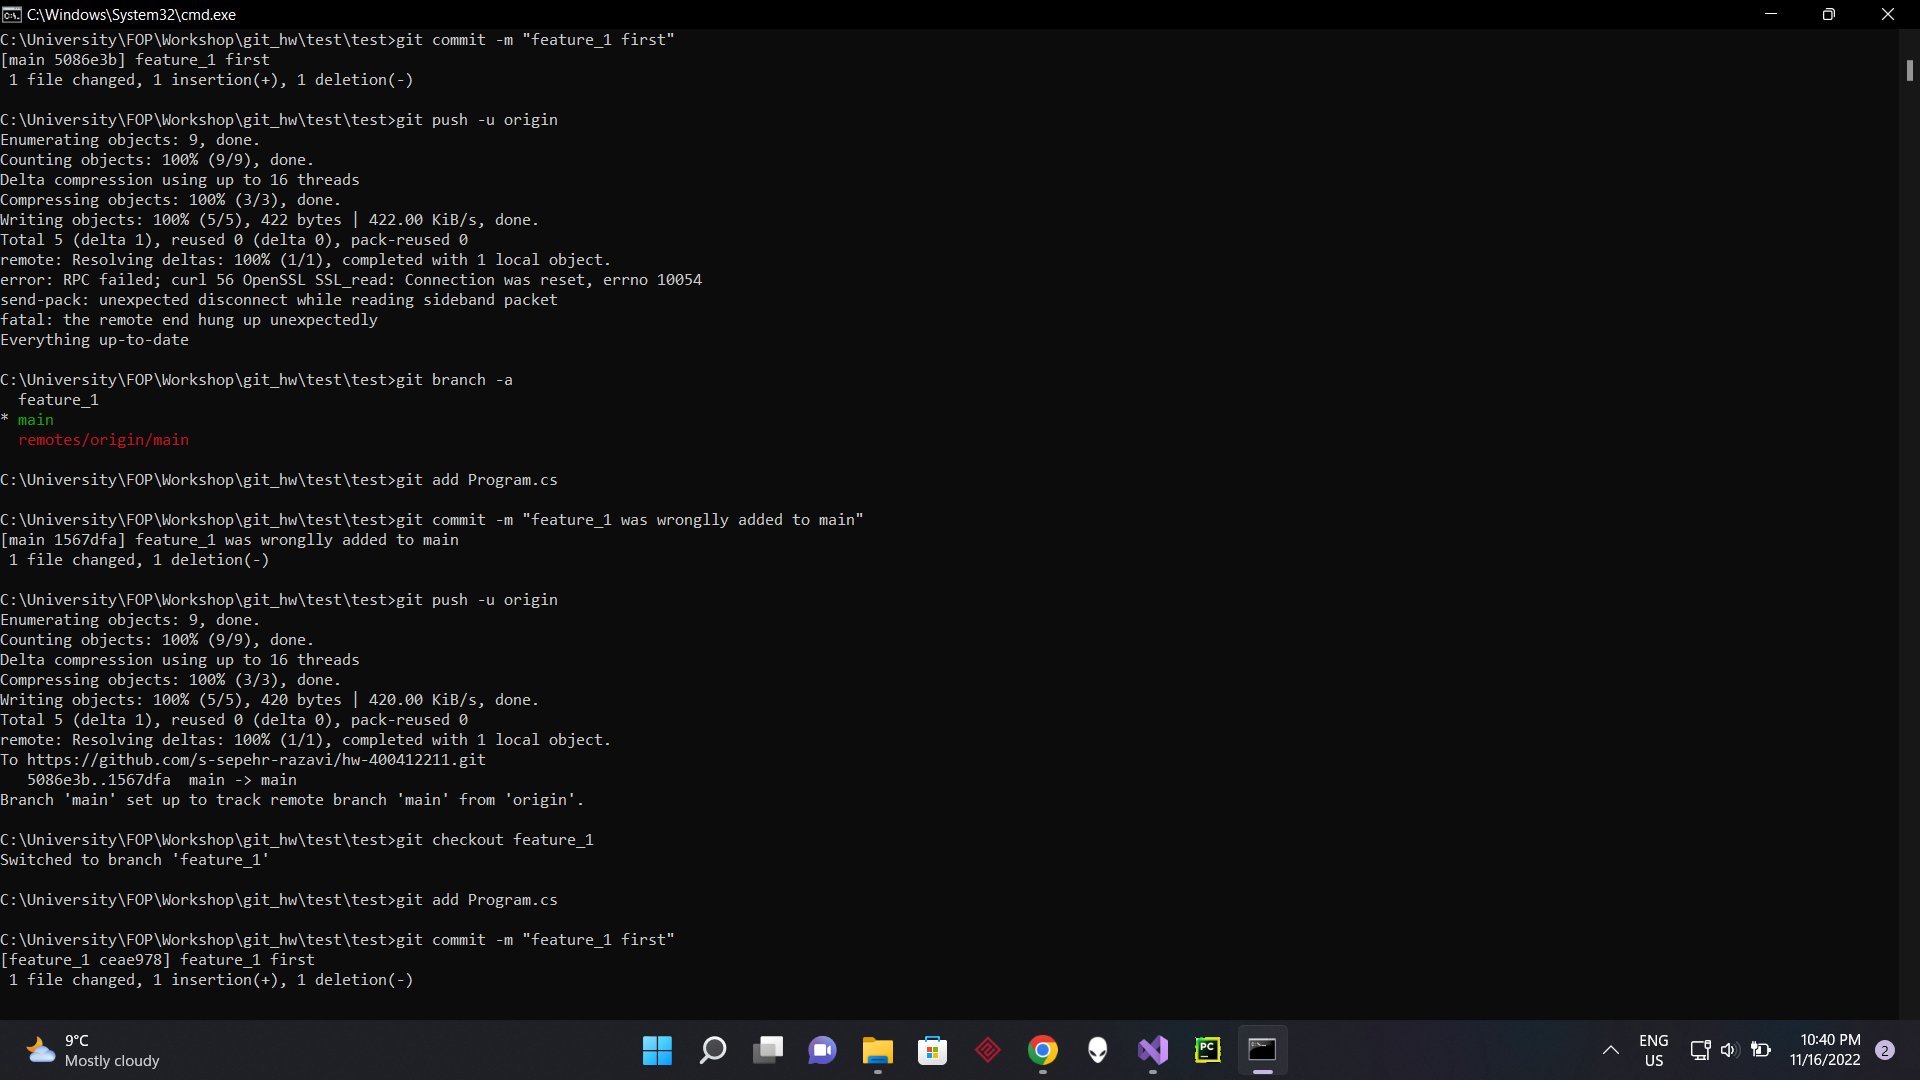 C:\Windows\System32\cmd.exe
C:\University\FOP\Workshop\git_hw\test\test>git commit -m "feature_1 first"
[main 5086e3b] feature_1 first
 1 file changed, 1 insertion(+), 1 deletion(-)
C:\University\FOP\Workshop\git_hw\test\test>git push -u origin
Enumerating objects: 9, done.
Counting objects: 100% (9/9), done.
Delta compression using up to 16 threads
Compressing objects: 100% (3/3), done.
Writing objects: 100% (5/5), 422 bytes | 422.00 KiB/s, done.
Total 5 (delta 1), reused 0 (delta 0), pack-reused 0
remote: Resolving deltas: 100% (1/1), completed with 1 local object.
error: RPC failed; curl 56 OpenSSL SSL_read: Connection was reset, errno 10054
send-pack: unexpected disconnect while reading sideband packet
fatal: the remote end hung up unexpectedly
Everything up-to-date
C:\University\FOP\Workshop\git_hw\test\test>git branch -a
  feature_1
* main
  remotes/origin/main
C:\University\FOP\Workshop\git_hw\test\test>git add Program.cs
C:\University\FOP\Workshop\git_hw\test\test>git commit -m "feature_1 was wronglly added to main"
[main 1567dfa] feature_1 was wronglly added to main
 1 file changed, 1 deletion(-)
C:\University\FOP\Workshop\git_hw\test\test>git push -u origin
Enumerating objects: 9, done.
Counting objects: 100% (9/9), done.
Delta compression using up to 16 threads
Compressing objects: 100% (3/3), done.
Writing objects: 100% (5/5), 420 bytes | 420.00 KiB/s, done.
Total 5 (delta 1), reused 0 (delta 0), pack-reused 0
remote: Resolving deltas: 100% (1/1), completed with 1 local object.
To https://github.com/s-sepehr-razavi/hw-400412211.git
   5086e3b..1567dfa  main -> main
Branch 'main' set up to track remote branch 'main' from 'origin'.
C:\University\FOP\Workshop\git_hw\test\test>git checkout feature_1
Switched to branch 'feature_1'
C:\University\FOP\Workshop\git_hw\test\test>git add Program.cs
C:\University\FOP\Workshop\git_hw\test\test>git commit -m "feature_1 first"
[feature_1 ceae978] feature_1 first
 1 file changed, 1 insertion(+), 1 deletion(-)
9°C
Mostly cloudy
PC
ENG
US
10:40 PM
11/16/2022
2